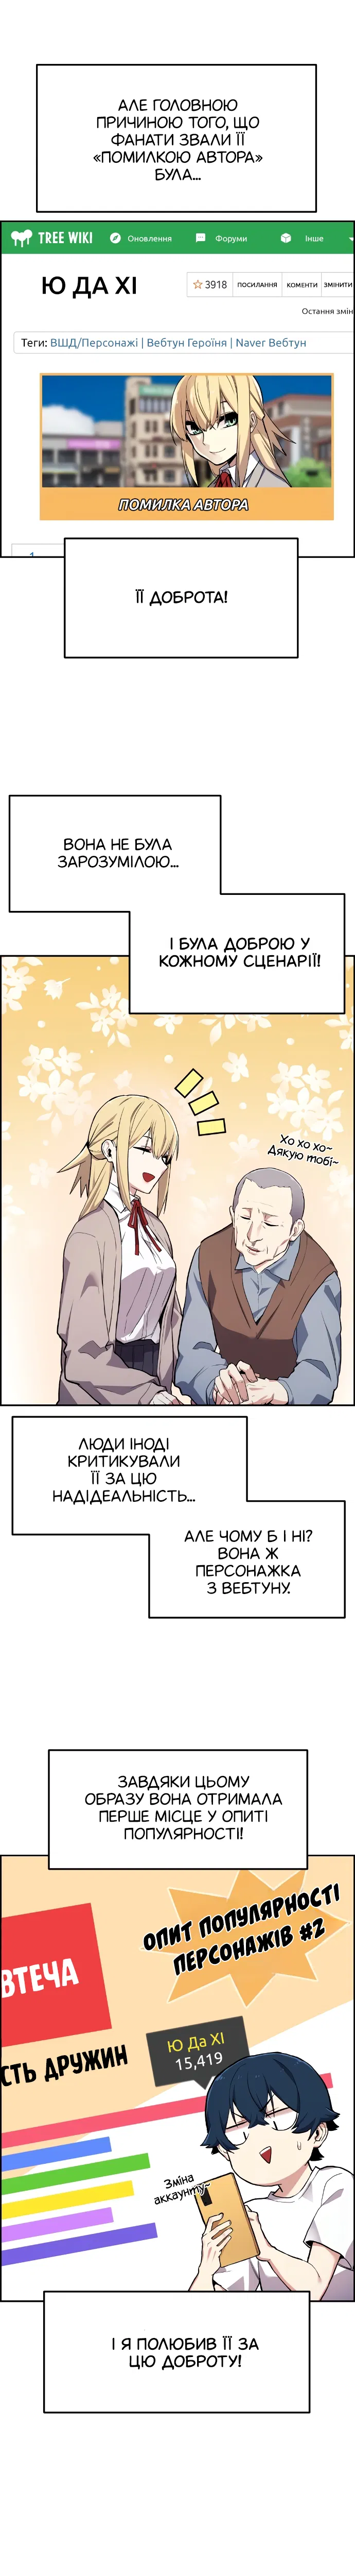 АЛЕ ГОЛОВНОЮ
ПРИЧИНОЮ ТОГО, ЩО
ФАНАТИ ЗВАЛИ ЇЇ
«ПОМИЛКОЮ АВТОРА»
БУЛА...
TREE WIKI
Оновлення
Форуми
Інше
Ю ДА ХІ
3918
ПОСИЛАННЯ
КОМЕНТИ
ЗМІНИТИ
Остання змін
Теги: ВШД/Персонажі | Вебтун Героїня | Naver Вебтун
ПОМИЛКА АВТОРА
1
ЇЇ ДОБРОТА!
ВОНА НЕ БУЛА
ЗАРОЗУМІЛОЮ...
І БУЛА ДОБРОЮ У
КОЖНОМУ СЦЕНАРІЇ!
Хо хо хо~
Дякую тобі~
ЛЮДИ ІНОДІ
КРИТИКУВАЛИ
ЇЇ ЗА ЦЮ
НАДІДЕАЛЬНІСТЬ...
АЛЕ ЧОМУ Б І НІ?
ВОНА Ж
ПЕРСОНАЖКА
З ВЕБТУНУ.
ЗАВДЯКИ ЦЬОМУ
ОБРАЗУ ВОНА ОТРИМАЛА
ПЕРШЕ МІСЦЕ У ОПИТІ
ПОПУЛЯРНОСТІ!
ОПИТ ПОПУЛЯРНОСТІ
ПЕРСОНАЖІВ #2
ВТЕЧА
СТЬ ДРУЖИН
Ю Да ХІ
15,419
Зміна
аккаунту~
І Я ПОЛЮБИВ ЇЇ ЗА
ЦЮ ДОБРОТУ!